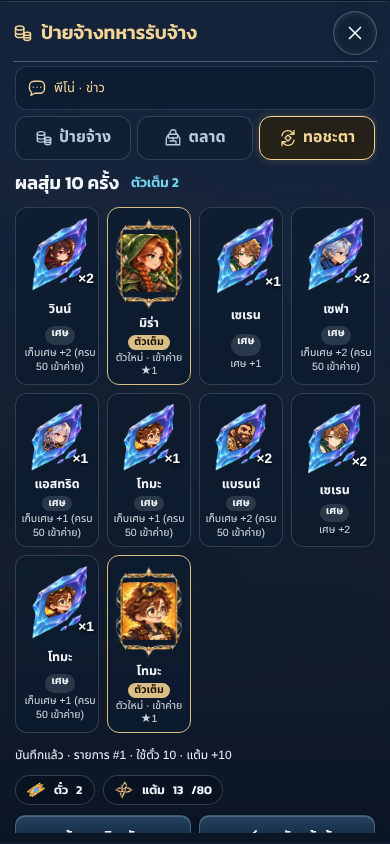 ป้ายจ้างทหารรับจ้าง
พีโน่ · ข่าว
ป้ายจ้าง
ตลาด
ทอชะตา
ผลสุ่ม 10 ครั้ง ตัวเต็ม 2
×2
วินน์
เศษ
เก็บเศษ +2 (ครบ
50 เข้าค่าย)
มิร่า
ตัวเต็ม
ตัวใหม่ · เข้าค่าย
★1
×1
เซเรน
เศษ
เศษ +1
×2
เซฟา
เศษ
เก็บเศษ +2 (ครบ
50 เข้าค่าย)
×1
แอสทริด
เศษ
เก็บเศษ +1 (ครบ
50 เข้าค่าย)
×1
โทมะ
เศษ
เก็บเศษ +1 (ครบ
50 เข้าค่าย)
×2
แบรนน์
เศษ
เก็บเศษ +2 (ครบ
50 เข้าค่าย)
×2
เซเรน
เศษ
เศษ +2
×1
โทมะ
เศษ
เก็บเศษ +1 (ครบ
50 เข้าค่าย)
โทมะ
ตัวเต็ม
ตัวใหม่ · เข้าค่าย
★1
บันทึกแล้ว · รายการ #1 · ใช้ตั๋ว 10 · แต้ม +10
ตั๋ว 2
แต้ม 13 /80